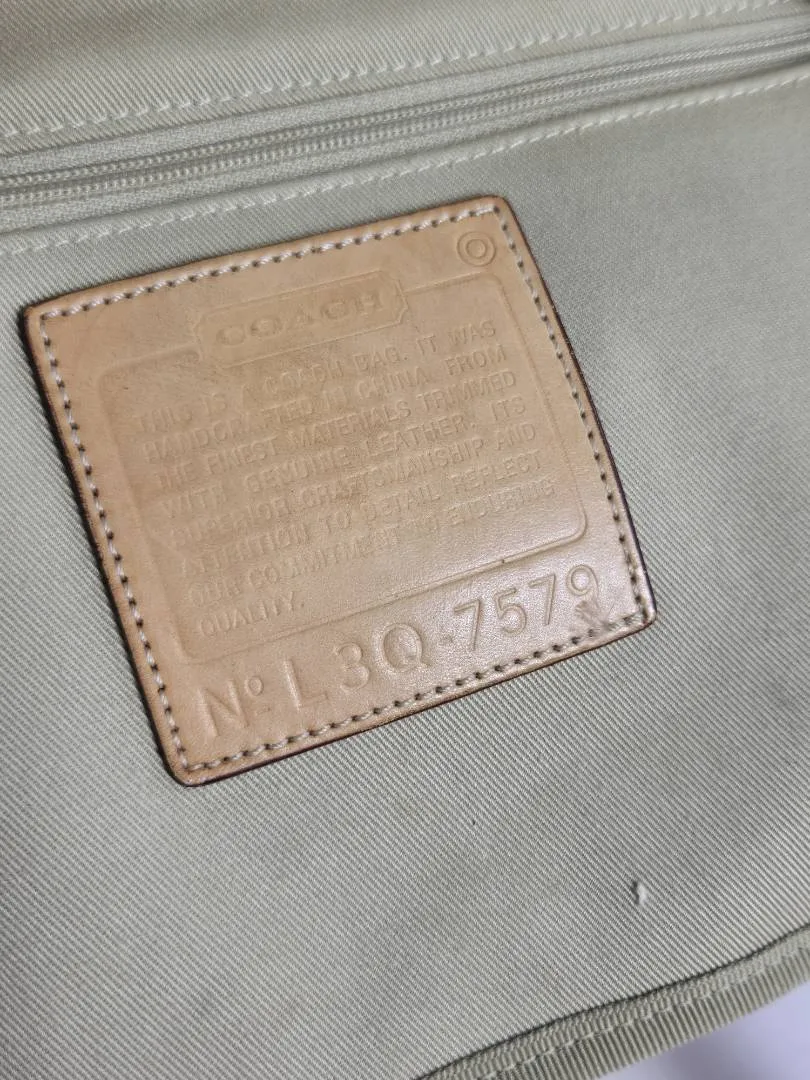 COACH
THIS IS A COACH BAG. IT WAS
HANDCRAFTED IN CHINA FROM
THE FINEST MATERIALS TRIMMED
WITH GENUINE LEATHER. ITS
SUPERIOR CRAFTSMANSHIP AND
ATTENTION TO DETAIL REFLECT
OUR COMMITMENT TO ENDURING
QUALITY.
Nº L3Q-7579